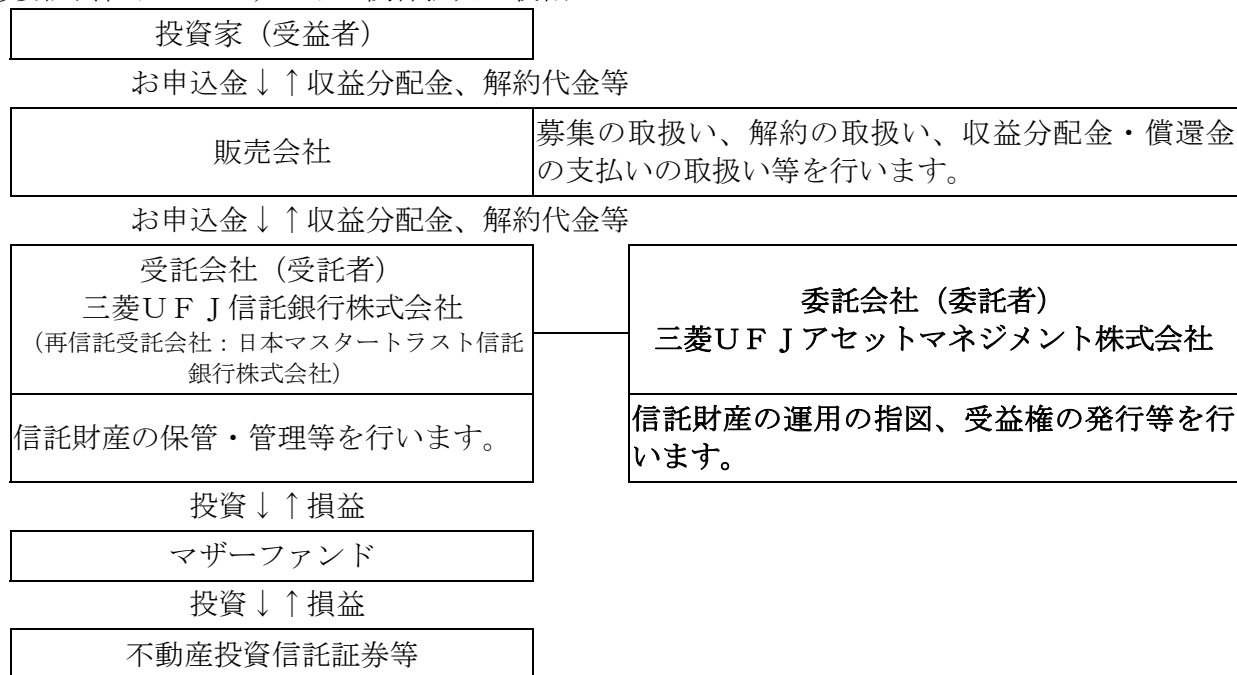 投資家（受益者）
お申込金↓↑収益分配金、解約代金等
販売会社
募集の取扱い、解約の取扱い、収益分配金・償還金
の支払いの取扱い等を行います。
お申込金↓↑収益分配金、解約代金等
受託会社（受託者）
三菱ＵＦＪ信託銀行株式会社
（再信託受託会社：日本マスタートラスト信託
銀行株式会社）
委託会社（委託者）
三菱ＵＦＪアセットマネジメント株式会社
信託財産の保管・管理等を行います。
信託財産の運用の指図、受益権の発行等を行
います。
投資↓↑損益
マザーファンド
投資↓↑損益
不動産投資信託証券等